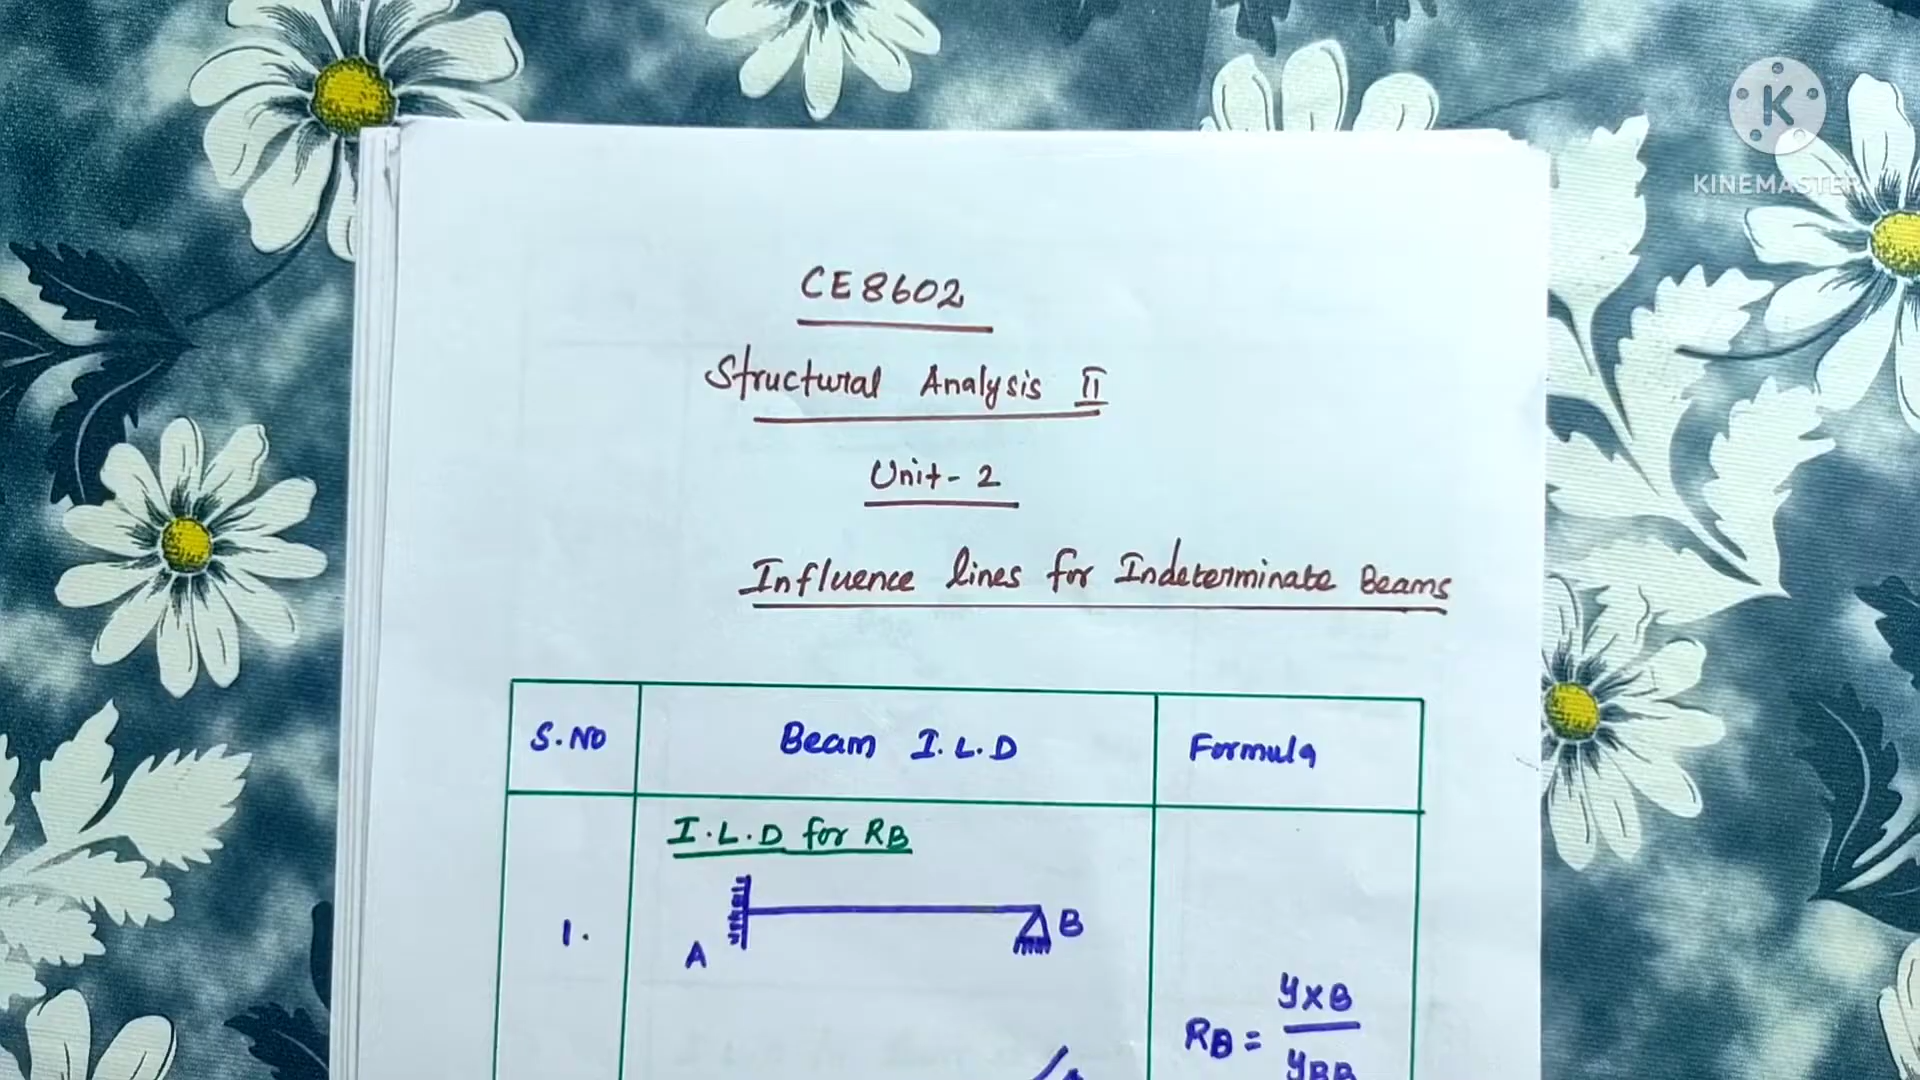 KINEMASTER
CE8602
Structural Analysis II
Unit - 2
Influence lines for Indeterminate Beams
S.NO Beam I.L.D Formula
I.L.D for RB
1.
A B
RB = yXB
yBB